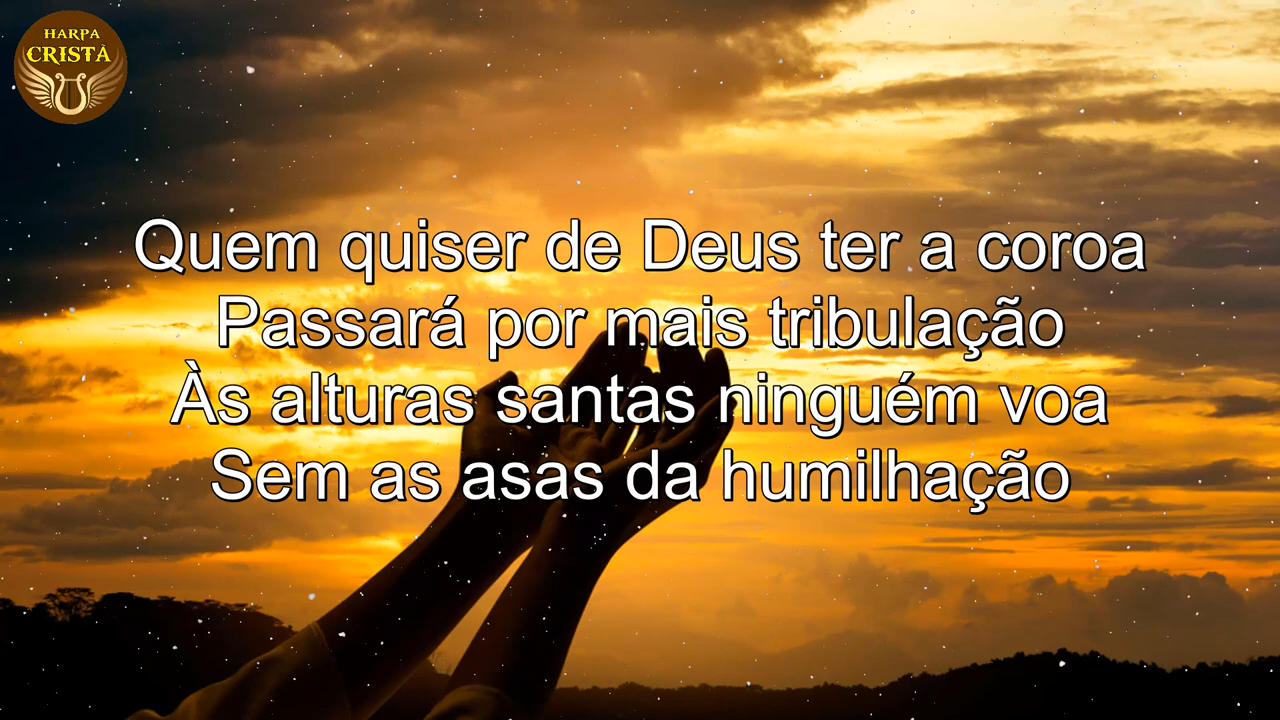 HARPA
CRISTÃ
Quem quiser de Deus ter a coroa
Passará por mais tribulação
Às alturas santas ninguém voa
Sem as asas da humilhação